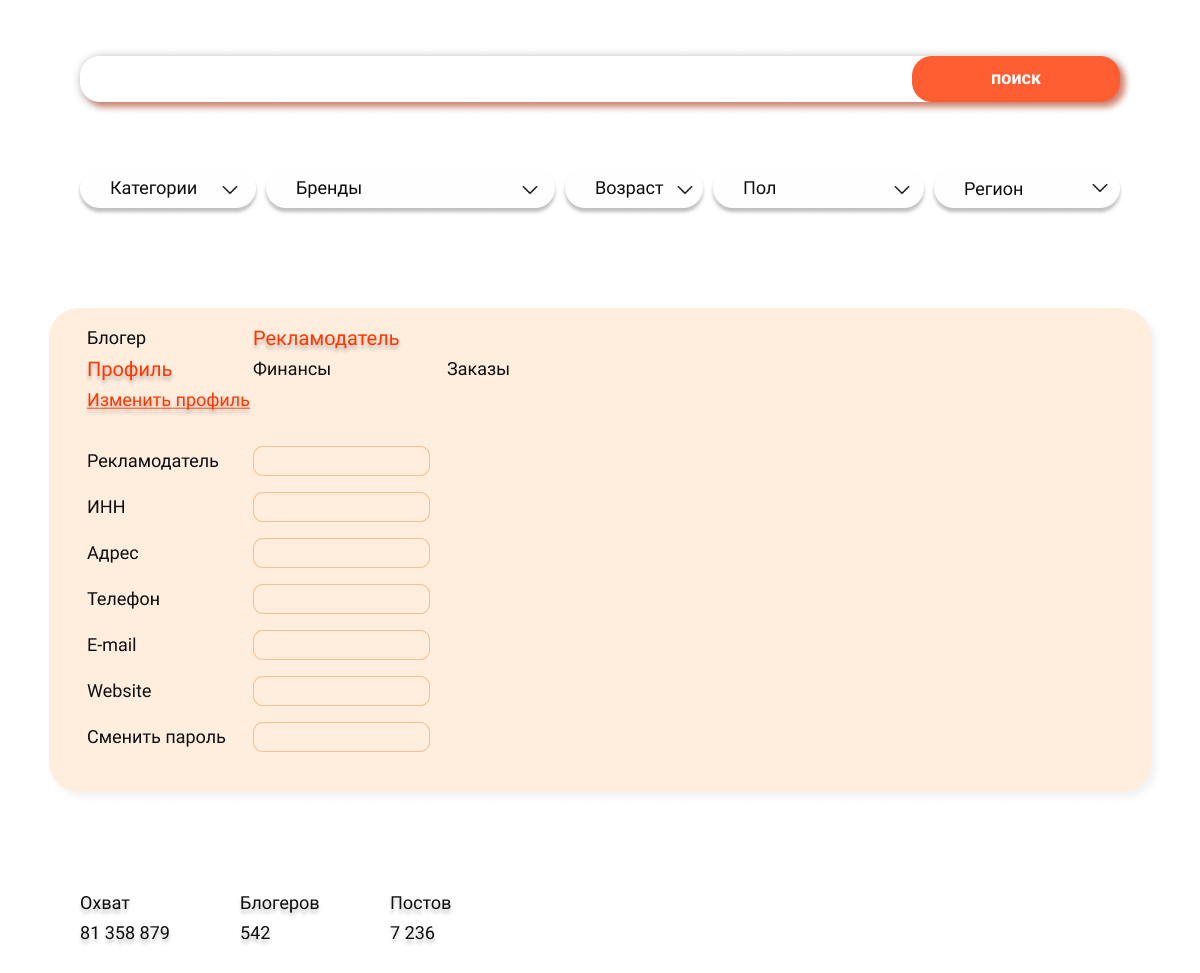 поиск
Категории Бренды Возраст Пол Регион
Блогер Рекламодатель
Профиль Финансы Заказы
Изменить профиль
Рекламодатель
ИНН
Адрес
Телефон
E-mail
Website
Сменить пароль
Охват Блогеров Постов
81 358 879 542 7 236